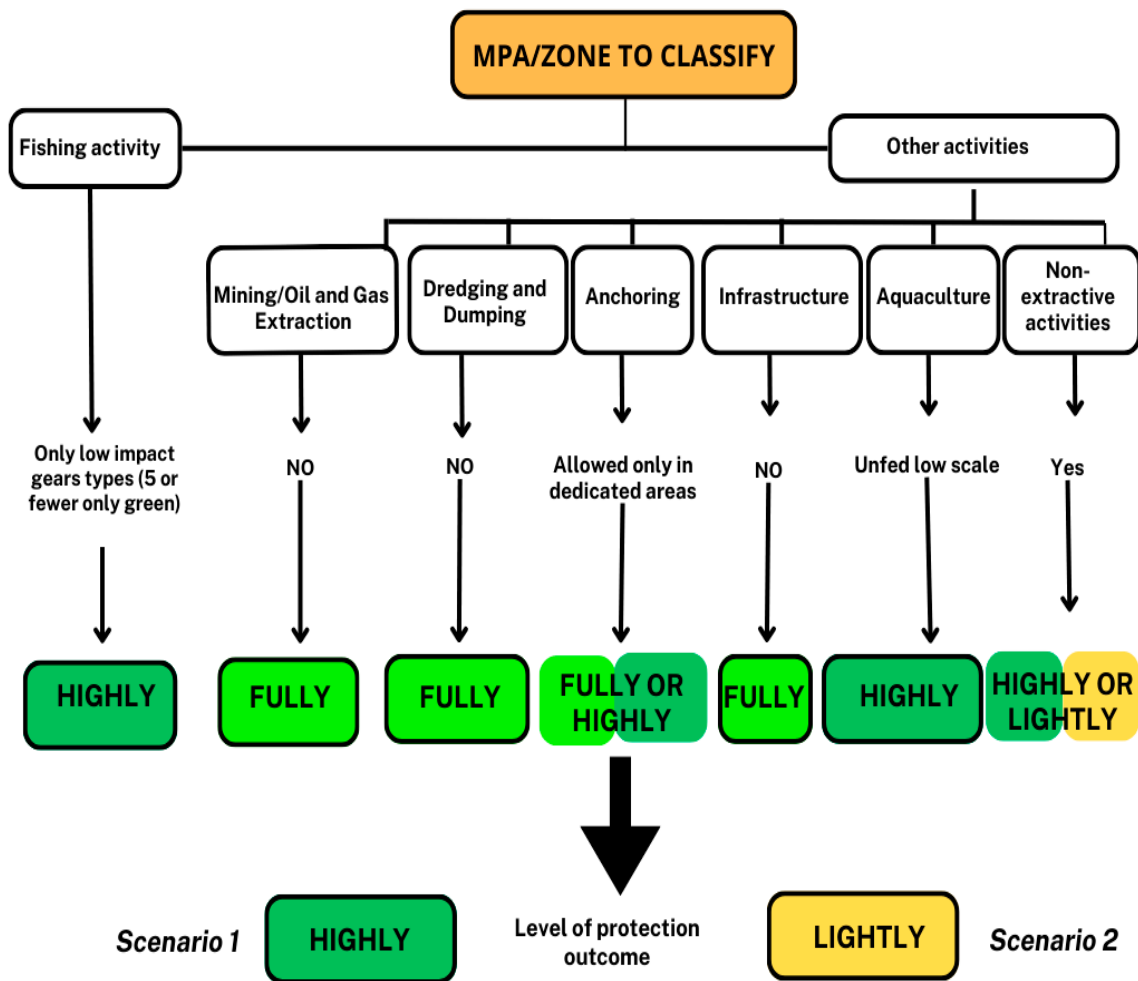 MPA/ZONE TO CLASSIFY
Fishing activity
Other activities
Mining/Oil and Gas
Extraction
Dredging and
Dumping
Anchoring
Infrastructure
Aquaculture
Non-
extractive
activities
Only low impact
gears types (5 or
fewer only green)
NO
NO
Allowed only in
dedicated areas
NO
Unfed low scale
Yes
HIGHLY
FULLY
FULLY
FULLY OR
HIGHLY
FULLY
HIGHLY
HIGHLY OR
LIGHTLY
Scenario 1
HIGHLY
Level of protection
outcome
LIGHTLY
Scenario 2